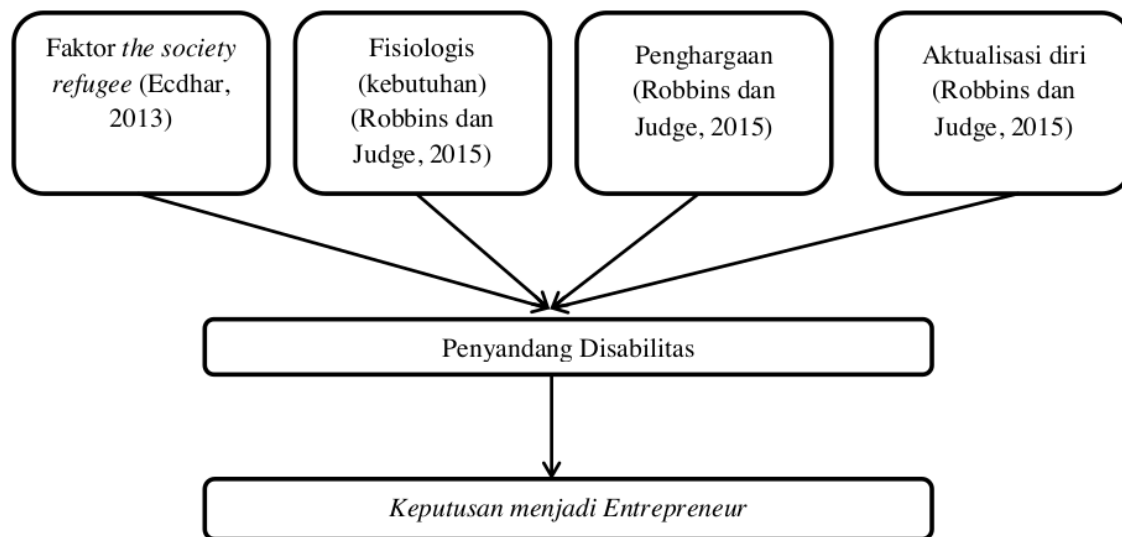 Faktor the society
refugee (Ecdhar,
2013)
Fisiologis
(kebutuhan)
(Robbins dan
Judge, 2015)
Penghargaan
(Robbins dan
Judge, 2015)
Aktualisasi diri
(Robbins dan
Judge, 2015)
Penyandang Disabilitas
Keputusan menjadi Entrepreneur